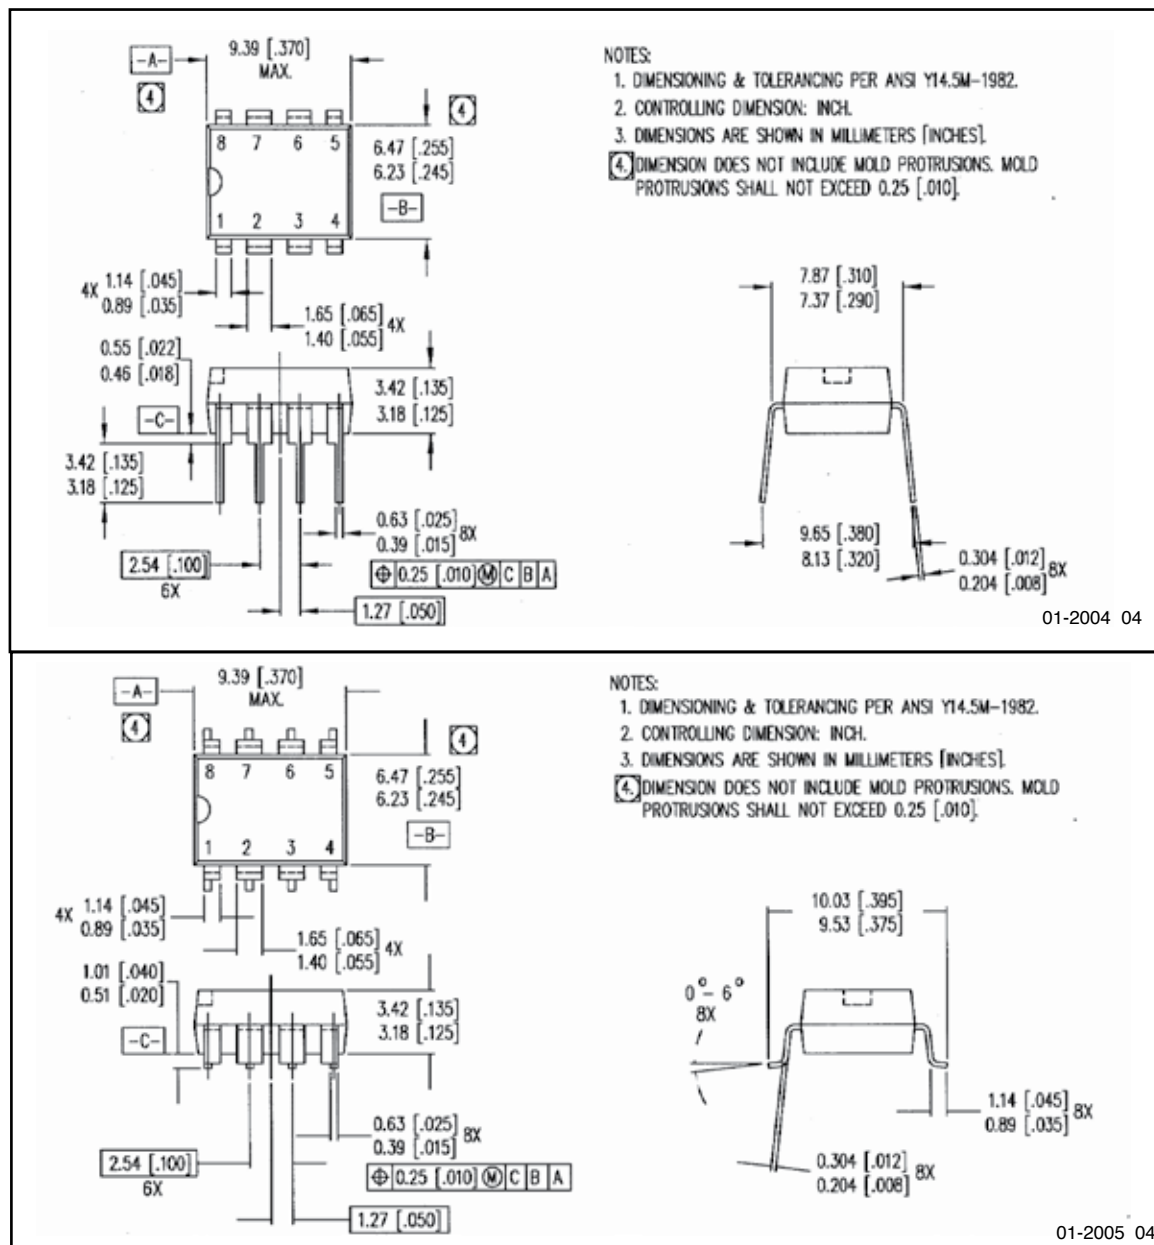 -A-
9.39 [.370]
MAX.
4
4
8 7 6 5
1 2 3 4
6.47 [.255]
6.23 [.245]
-B-
4X 1.14 [.045]
0.89 [.035]
1.65 [.065]
1.40 [.055] 4X
0.55 [.022]
0.46 [.018]
-C-
3.42 [.135]
3.18 [.125]
3.42 [.135]
3.18 [.125]
0.63 [.025]
0.39 [.015] 8X
2.54 [.100]
6X
⌖ 0.25 [.010] Ⓜ C B A
1.27 [.050]
NOTES:
1. DIMENSIONING & TOLERANCING PER ANSI Y14.5M-1982.
2. CONTROLLING DIMENSION: INCH.
3. DIMENSIONS ARE SHOWN IN MILLIMETERS [INCHES].
4. DIMENSION DOES NOT INCLUDE MOLD PROTRUSIONS. MOLD
PROTRUSIONS SHALL NOT EXCEED 0.25 [.010].
7.87 [.310]
7.37 [.290]
9.65 [.380]
8.13 [.320]
0.304 [.012]
0.204 [.008] 8X
01-2004 04
-A-
9.39 [.370]
MAX.
4
4
8 7 6 5
1 2 3 4
6.47 [.255]
6.23 [.245]
-B-
4X 1.14 [.045]
0.89 [.035]
1.65 [.065]
1.40 [.055] 4X
1.01 [.040]
0.51 [.020]
-C-
3.42 [.135]
3.18 [.125]
0.63 [.025]
0.39 [.015] 8X
2.54 [.100]
6X
⌖ 0.25 [.010] Ⓜ C B A
1.27 [.050]
NOTES:
1. DIMENSIONING & TOLERANCING PER ANSI Y14.5M-1982.
2. CONTROLLING DIMENSION: INCH.
3. DIMENSIONS ARE SHOWN IN MILLIMETERS [INCHES].
4. DIMENSION DOES NOT INCLUDE MOLD PROTRUSIONS. MOLD
PROTRUSIONS SHALL NOT EXCEED 0.25 [.010].
10.03 [.395]
9.53 [.375]
0° - 6°
8X
1.14 [.045]
0.89 [.035] 8X
0.304 [.012]
0.204 [.008] 8X
01-2005 04